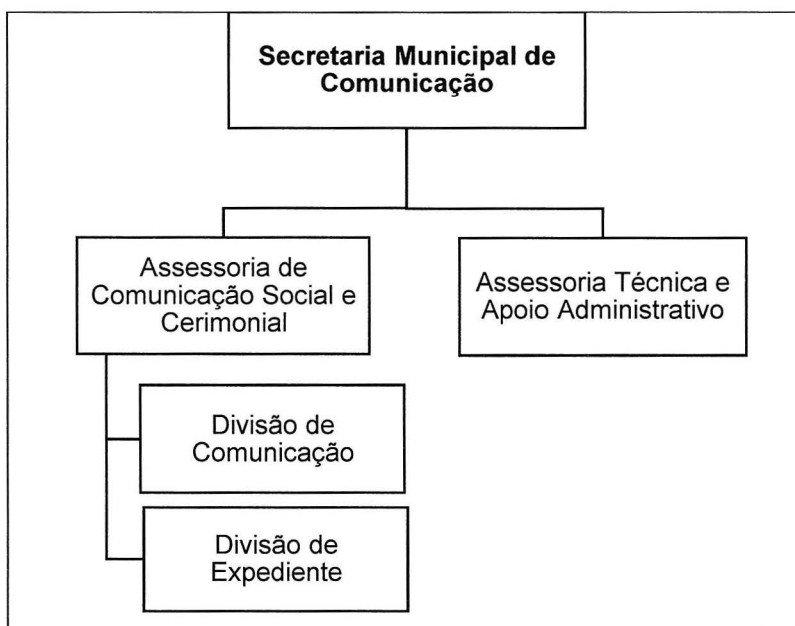 Secretaria Municipal de
Comunicação
Assessoria de
Comunicação Social e
Cerimonial
Assessoria Técnica e
Apoio Administrativo
Divisão de
Comunicação
Divisão de
Expediente